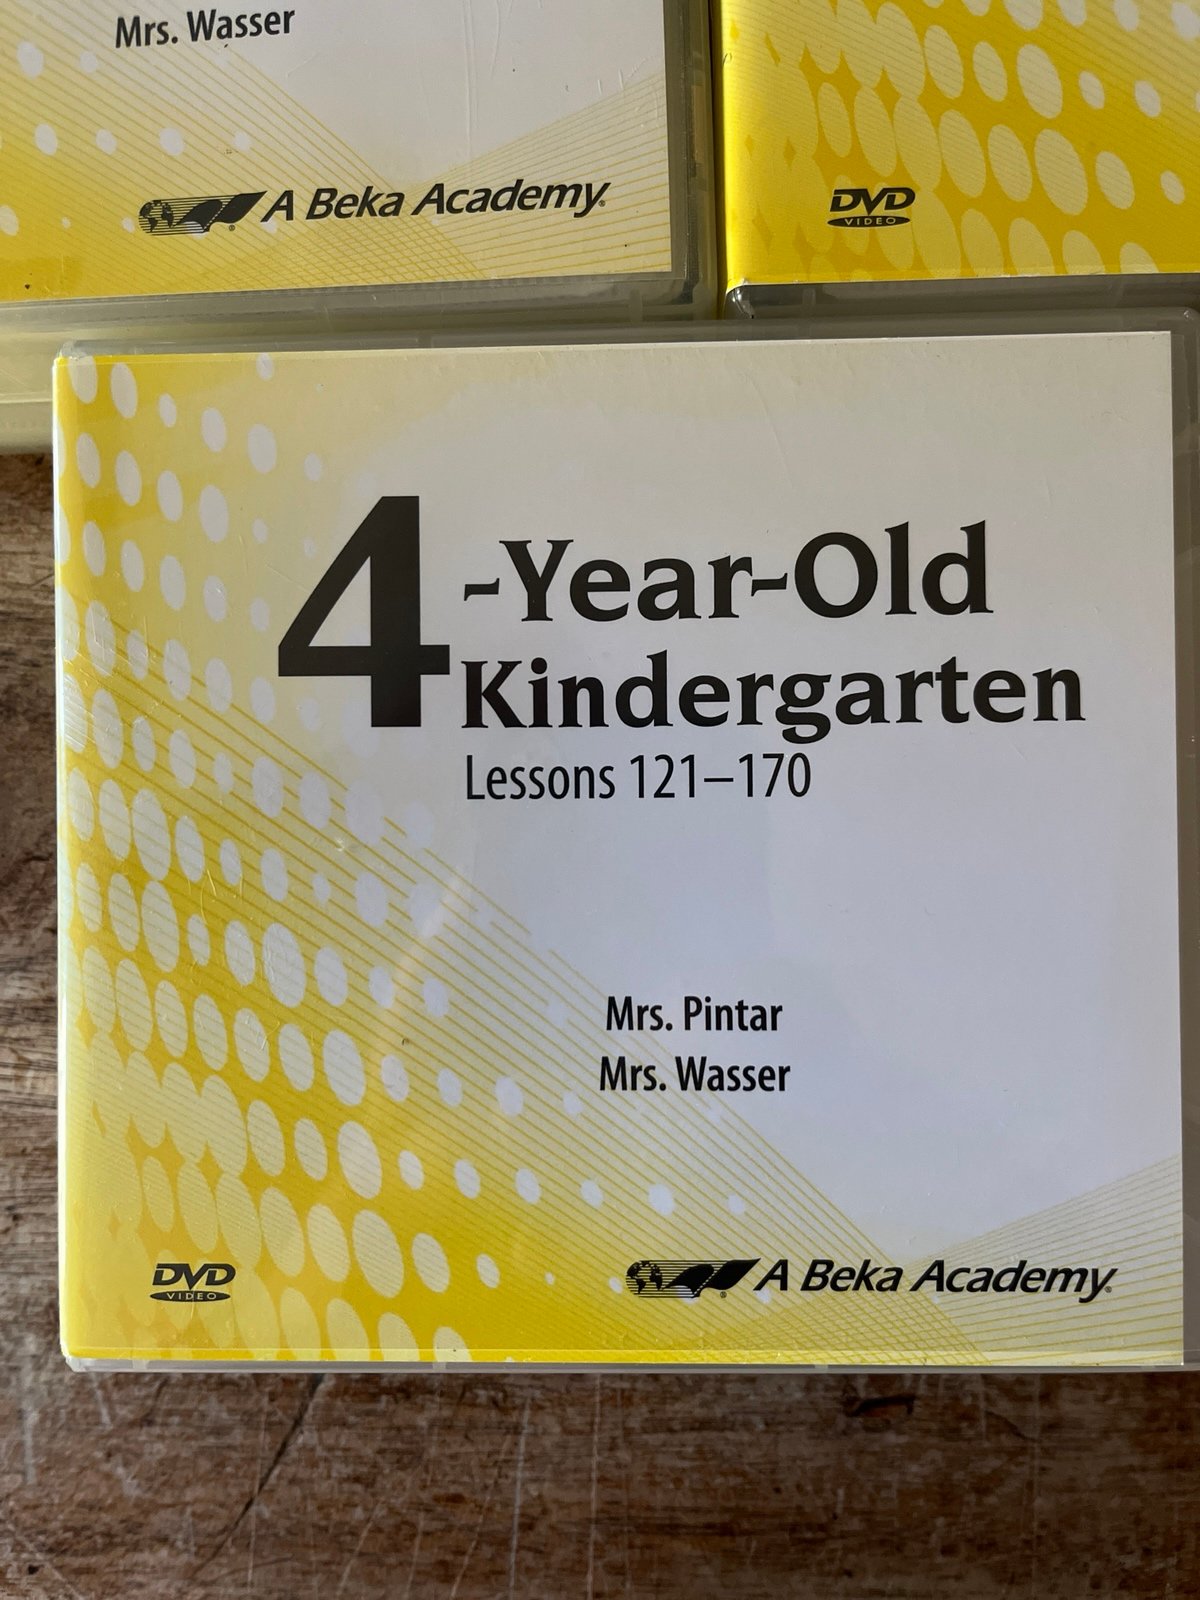 Mrs. Wasser
A Beka Academy®
DVD
VIDEO
4-Year-Old
Kindergarten
Lessons 121–170
Mrs. Pintar
Mrs. Wasser
DVD
VIDEO
A Beka Academy®